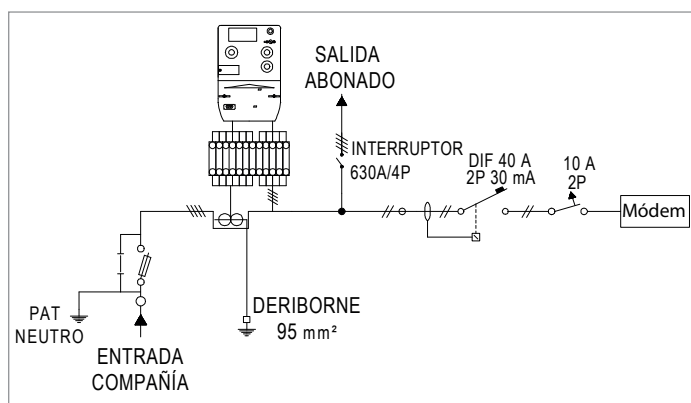 SALIDA
ABONADO
INTERRUPTOR
630A/4P
DIF 40 A
2P 30 mA
10 A
2P
Módem
PAT
NEUTRO
DERIBORNE
95 mm²
ENTRADA
COMPAÑÍA